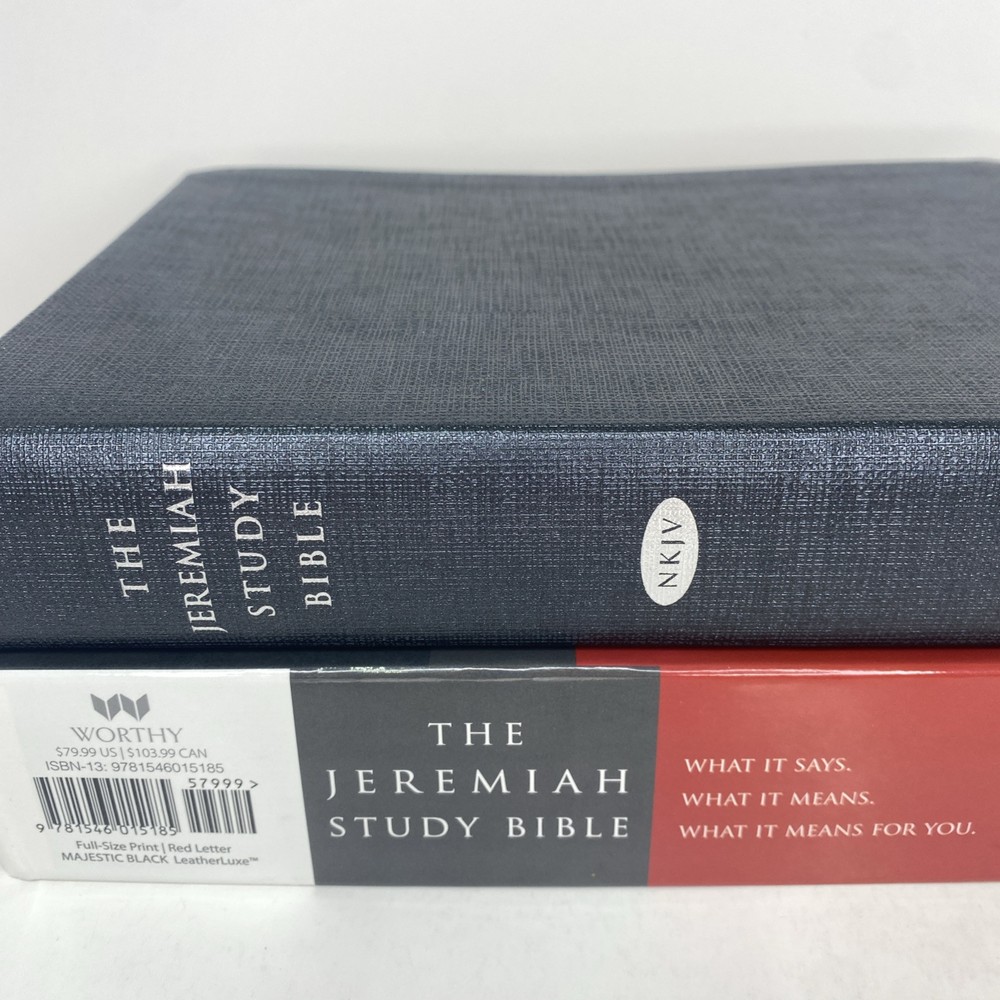 THE
JEREMIAH
STUDY
BIBLE
NKJV
WORTHY
$79.99 US | $103.99 CAN
ISBN-13: 9781546015185
57999 >
9 781546 015185
Full-Size Print | Red Letter
MAJESTIC BLACK LeatherLuxe™
THE
JEREMIAH
STUDY BIBLE
WHAT IT SAYS.
WHAT IT MEANS.
WHAT IT MEANS FOR YOU.